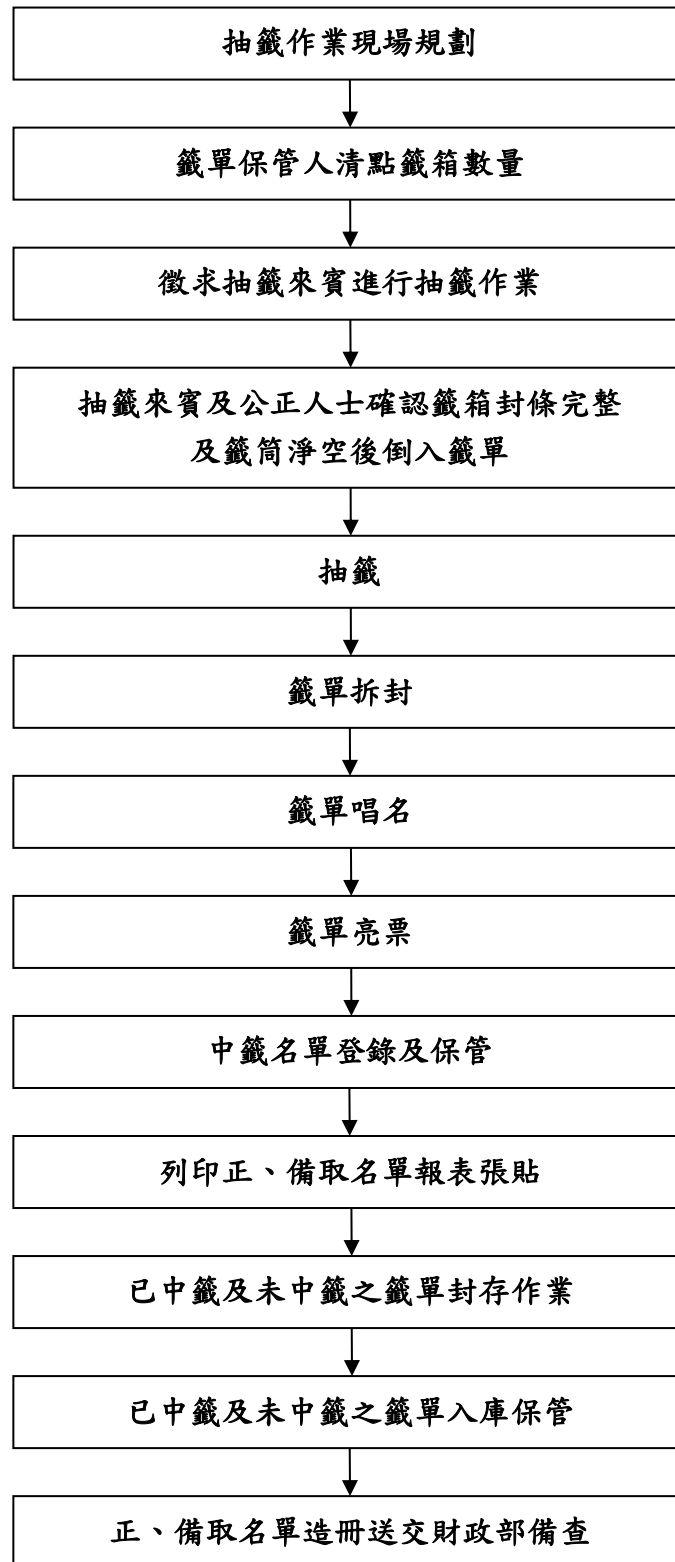 抽籤作業現場規劃
籤單保管人清點籤箱數量
徵求抽籤來賓進行抽籤作業
抽籤來賓及公正人士確認籤箱封條完整
及籤筒淨空後倒入籤單
抽籤
籤單拆封
籤單唱名
籤單亮票
中籤名單登錄及保管
列印正、備取名單報表張貼
已中籤及未中籤之籤單封存作業
已中籤及未中籤之籤單入庫保管
正、備取名單造冊送交財政部備查